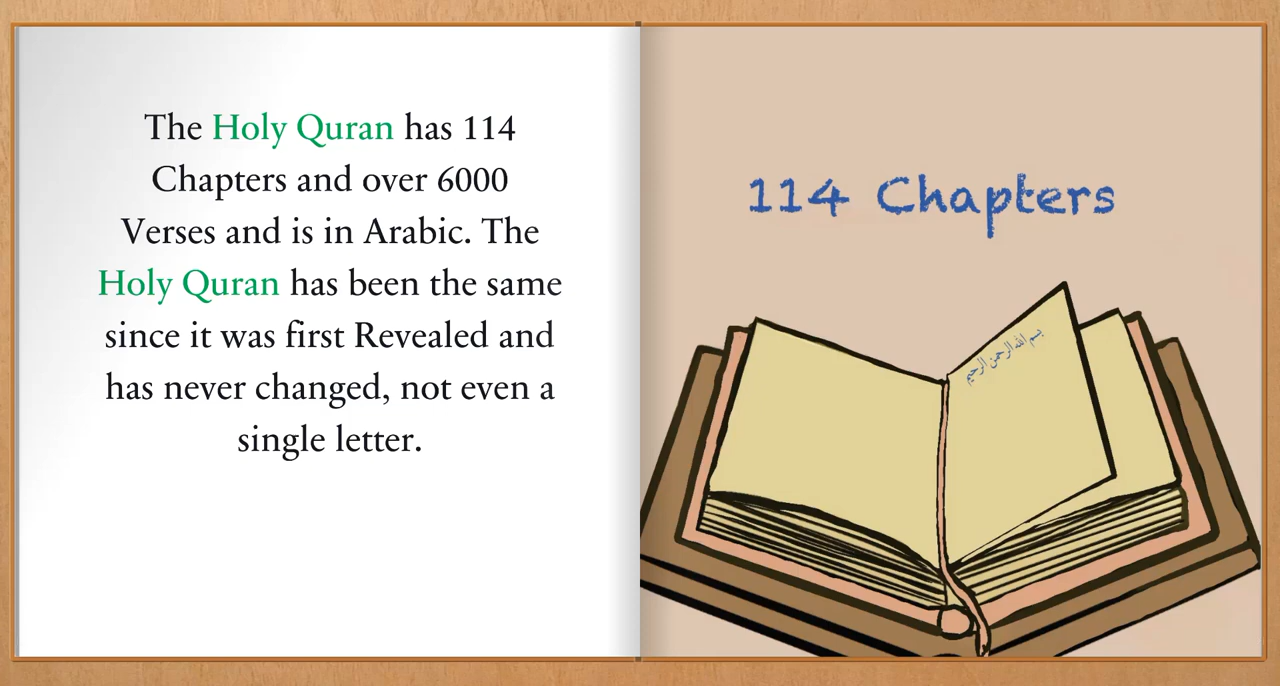 The Holy Quran has 114
Chapters and over 6000
Verses and is in Arabic. The
Holy Quran has been the same
since it was first Revealed and
has never changed, not even a
single letter.
114 Chapters
بسم الله الرحمن الرحيم